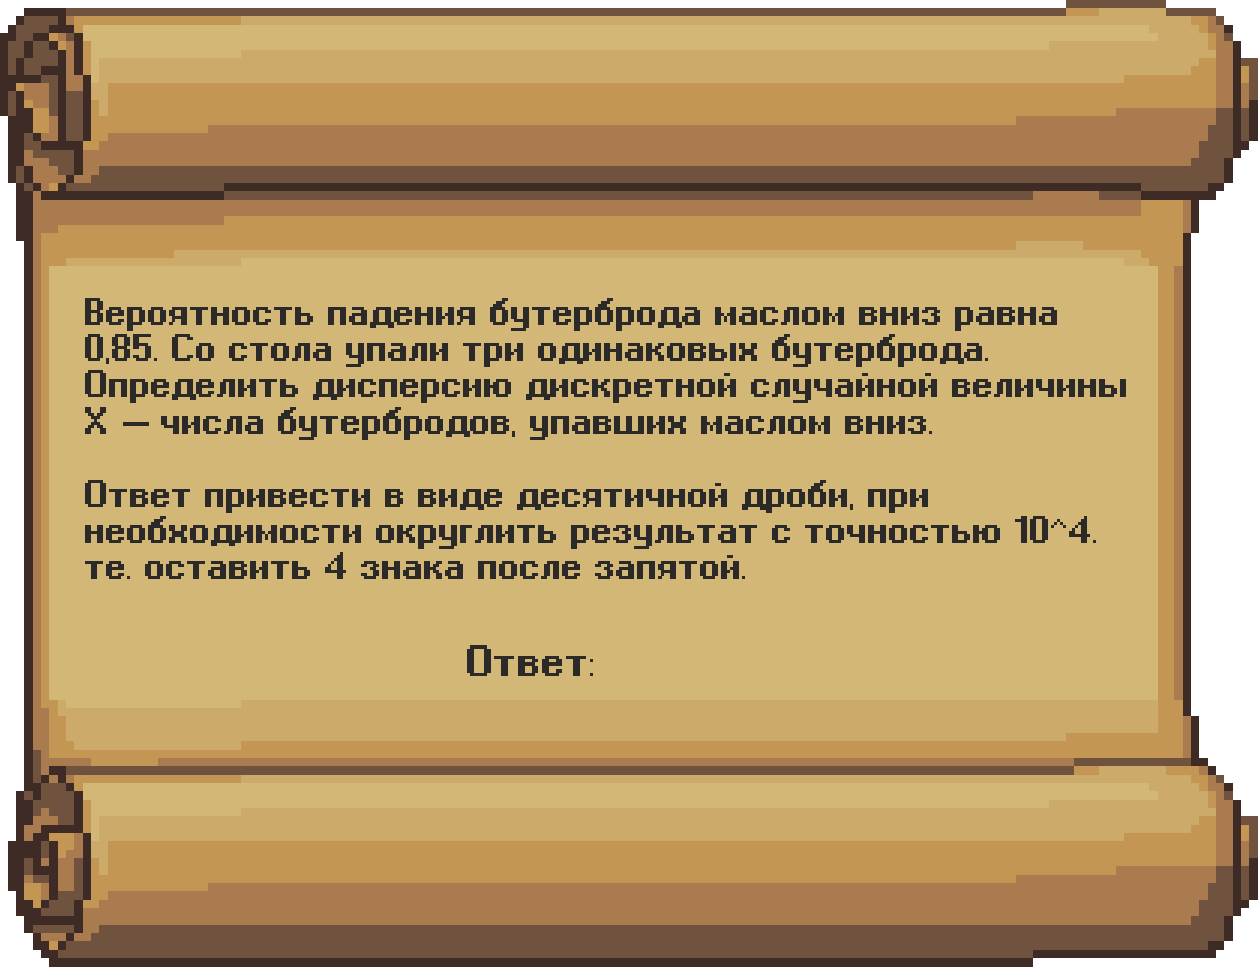 Вероятность падения бутерброда маслом вниз равна
0,85. Со стола упали три одинаковых бутерброда.
Определить дисперсию дискретной случайной величины
X — числа бутербродов, упавших маслом вниз.
Ответ привести в виде десятичной дроби, при
необходимости округлить результат с точностью 10^4.
те. оставить 4 знака после запятой.
Ответ: